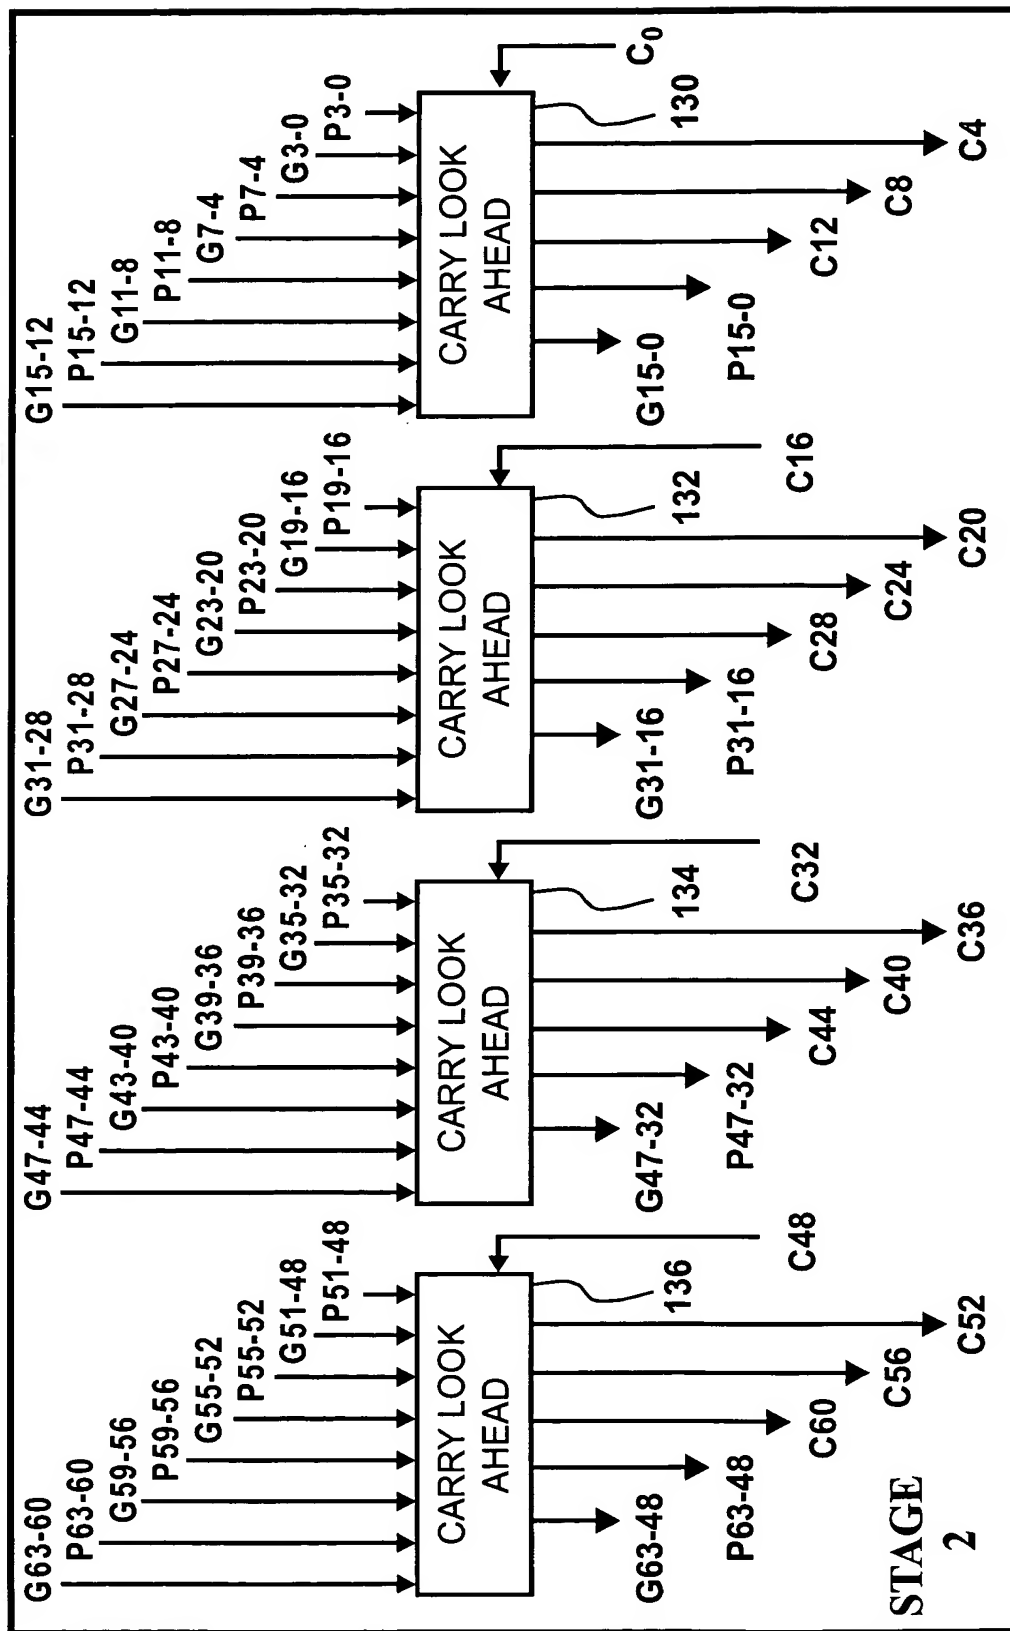 G63-60
P63-60
G59-56
P59-56
G55-52
P55-52
G51-48
P51-48
CARRY LOOK
AHEAD
C48
136
G63-48
P63-48
C60
C56
C52
G47-44
P47-44
G43-40
P43-40
G39-36
P39-36
G35-32
P35-32
CARRY LOOK
AHEAD
C32
134
G47-32
P47-32
C44
C40
C36
G31-28
P31-28
G27-24
P27-24
G23-20
P23-20
G19-16
P19-16
CARRY LOOK
AHEAD
C16
132
G31-16
P31-16
C28
C24
C20
G15-12
P15-12
G11-8
P11-8
G7-4
P7-4
G3-0
P3-0
CARRY LOOK
AHEAD
C0
130
G15-0
P15-0
C12
C8
C4
STAGE
2